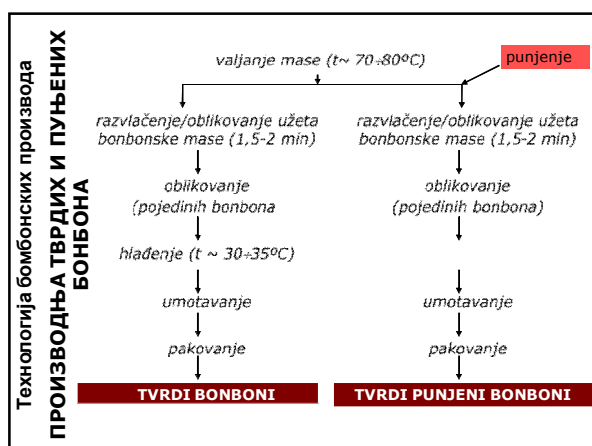 Технологија бомбонских производа
ПРОИЗВОДЊА ТВРДИХ И ПУЊЕНИХ
БОНБОНА
valjanje mase (t~ 70÷80ºC)
punjenje
razvlačenje/oblikovanje užeta
bonbonske mase (1,5-2 min)
oblikovanje
(pojedinih bonbona
hlađenje (t ~ 30÷35ºC)
umotavanje
pakovanje
TVRDI BONBONI
razvlačenje/oblikovanje užeta
bonbonske mase (1,5-2 min)
oblikovanje
(pojedinih bonbona)
umotavanje
pakovanje
TVRDI PUNJENI BONBONI